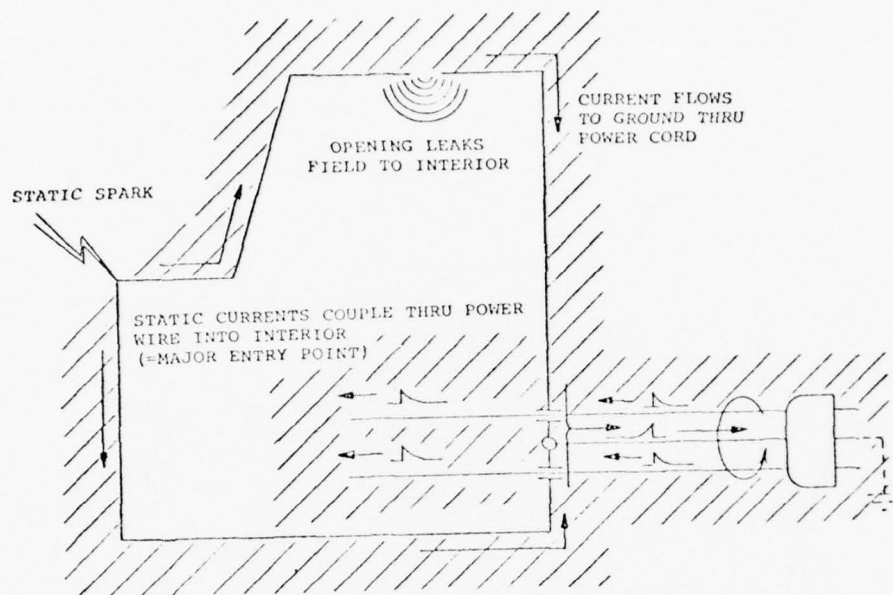 STATIC SPARK
OPENING LEAKS
FIELD TO INTERIOR
CURRENT FLOWS
TO GROUND THRU
POWER CORD
STATIC CURRENTS COUPLE THRU POWER
WIRE INTO INTERIOR
(=MAJOR ENTRY POINT)